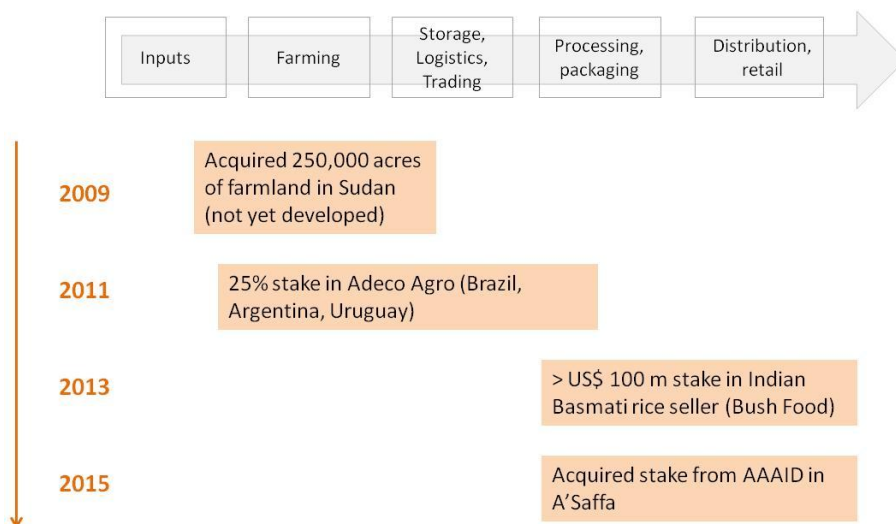 Inputs
Farming
Storage,
Logistics,
Trading
Processing,
packaging
Distribution,
retail
2009
Acquired 250,000 acres
of farmland in Sudan
(not yet developed)
2011
25% stake in Adeco Agro (Brazil,
Argentina, Uruguay)
2013
> US$ 100 m stake in Indian
Basmati rice seller (Bush Food)
2015
Acquired stake from AAAID in
A’Saffa